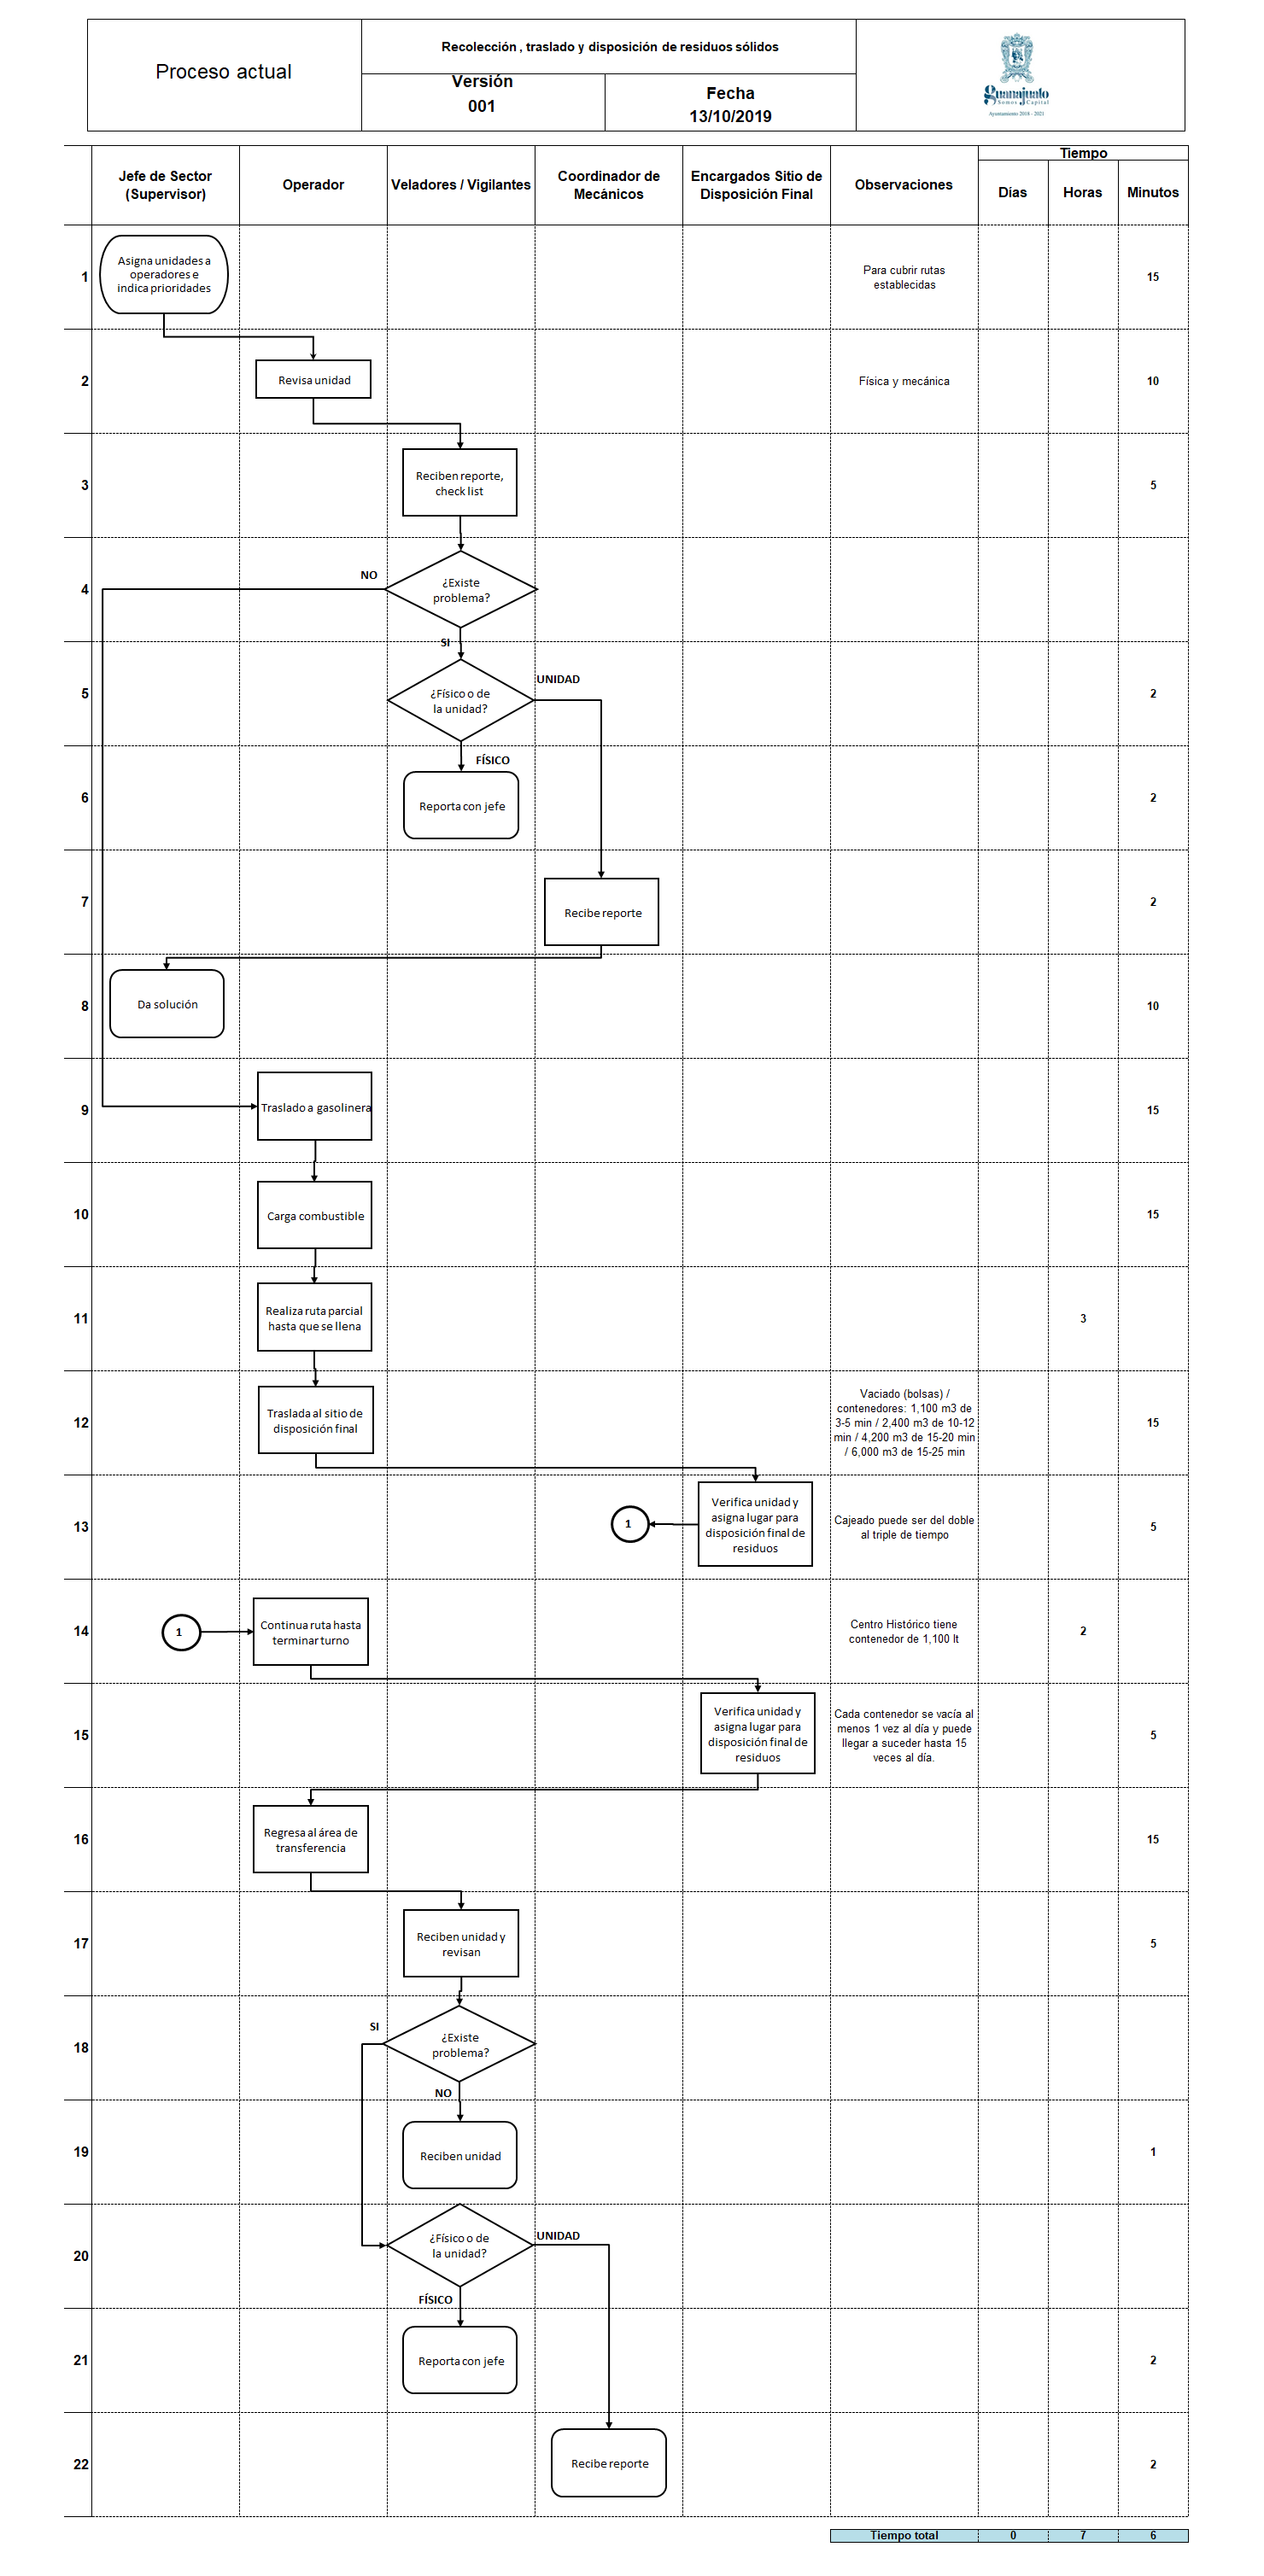 Proceso actual
Recolección , traslado y disposición de residuos sólidos
Versión
001
Fecha
13/10/2019
Guanajuato
Somos Capital
Ayuntamiento 2018 - 2021
Tiempo
Jefe de Sector
(Supervisor)
Operador
Veladores / Vigilantes
Coordinador de
Mecánicos
Encargados Sitio de
Disposición Final
Observaciones
Días
Horas
Minutos
1
Asigna unidades a
operadores e
indica prioridades
Para cubrir rutas
establecidas
15
2
Revisa unidad
Física y mecánica
10
3
Reciben reporte,
check list
5
4
NO
¿Existe
problema?
SI
5
¿Físico o de
la unidad?
UNIDAD
2
FÍSICO
6
Reporta con jefe
2
7
Recibe reporte
2
8
Da solución
10
9
Traslado a gasolinera
15
10
Carga combustible
15
11
Realiza ruta parcial
hasta que se llena
3
12
Traslada al sitio de
disposición final
Vaciado (bolsas) /
contenedores: 1,100 m3 de
3-5 min / 2,400 m3 de 10-12
min / 4,200 m3 de 15-20 min
/ 6,000 m3 de 15-25 min
15
13
1
Verifica unidad y
asigna lugar para
disposición final de
residuos
Cajeado puede ser del doble
al triple de tiempo
5
14
1
Continua ruta hasta
terminar turno
Centro Histórico tiene
contenedor de 1,100 lt
2
15
Verifica unidad y
asigna lugar para
disposición final de
residuos
Cada contenedor se vacía al
menos 1 vez al día y puede
llegar a suceder hasta 15
veces al día.
5
16
Regresa al área de
transferencia
15
17
Reciben unidad y
revisan
5
18
SI
¿Existe
problema?
NO
19
Reciben unidad
1
20
¿Físico o de
la unidad?
UNIDAD
FÍSICO
21
Reporta con jefe
2
22
Recibe reporte
2
Tiempo total
0
7
6